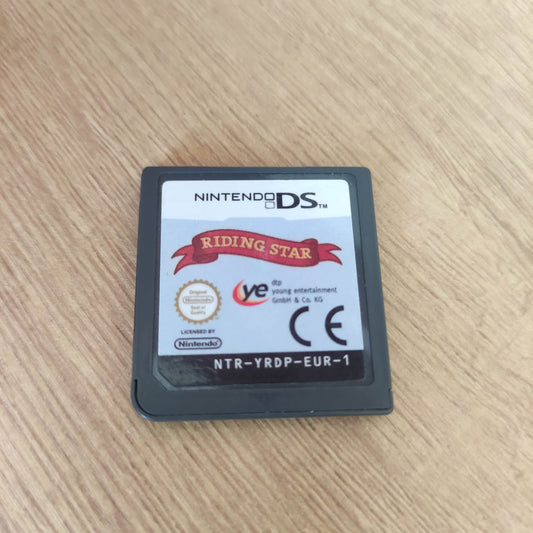 NINTENDO DS™
RIDING STAR
Original
Nintendo
Seal of
Quality
ye
dtp
young entertainment
GmbH & Co. KG
LICENSED BY
Nintendo
CE
NTR-YRDP-EUR-1